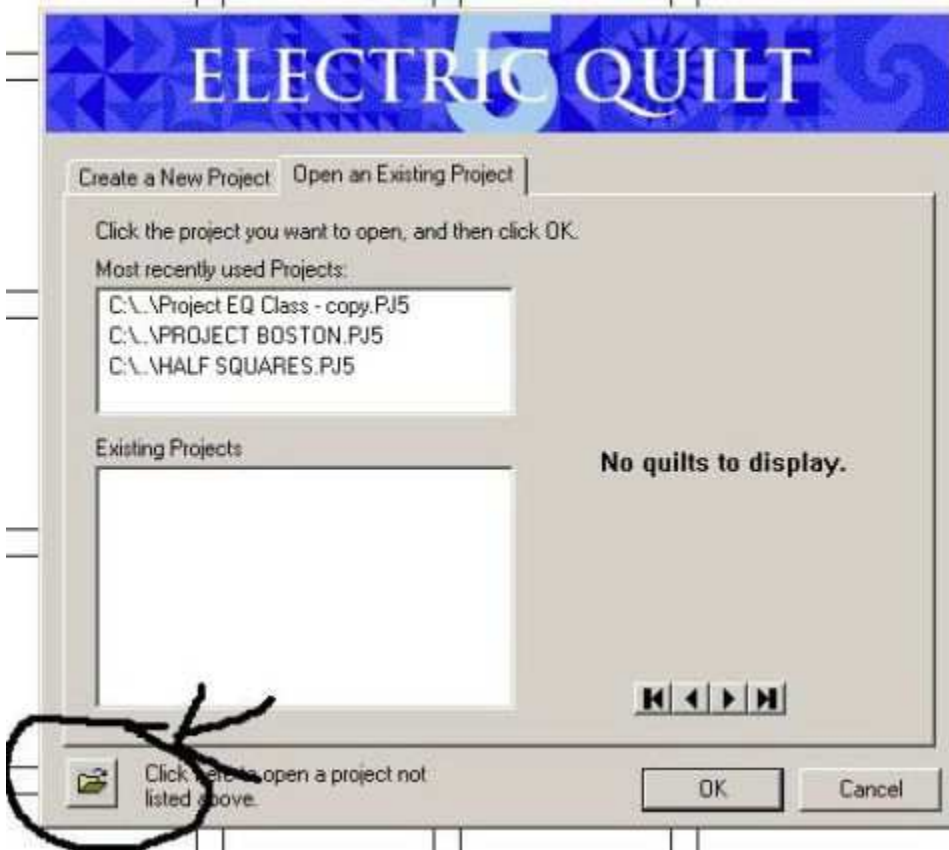 ELECTRIC QUILT
5
Create a New Project
Open an Existing Project
Click the project you want to open, and then click OK.
Most recently used Projects:
C:\..\Project EQ Class - copy.PJ5
C:\..\PROJECT BOSTON.PJ5
C:\..\HALF SQUARES.PJ5
Existing Projects
No quilts to display.
Click here to open a project not
listed above.
OK
Cancel